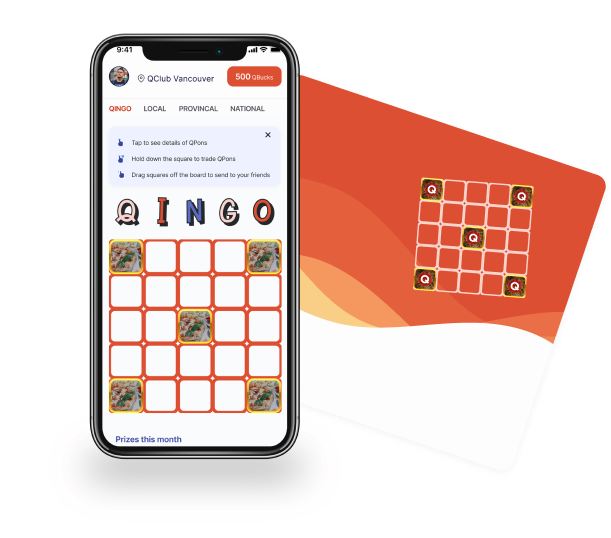 9:41
QClub Vancouver
500 QBucks
QINGO LOCAL PROVINCAL NATIONAL
Tap to see details of QPons
Hold down the square to trade QPons
Drag squares off the board to send to your friends
QINGO
Prizes this month
Q
Q
Q
Q
Q